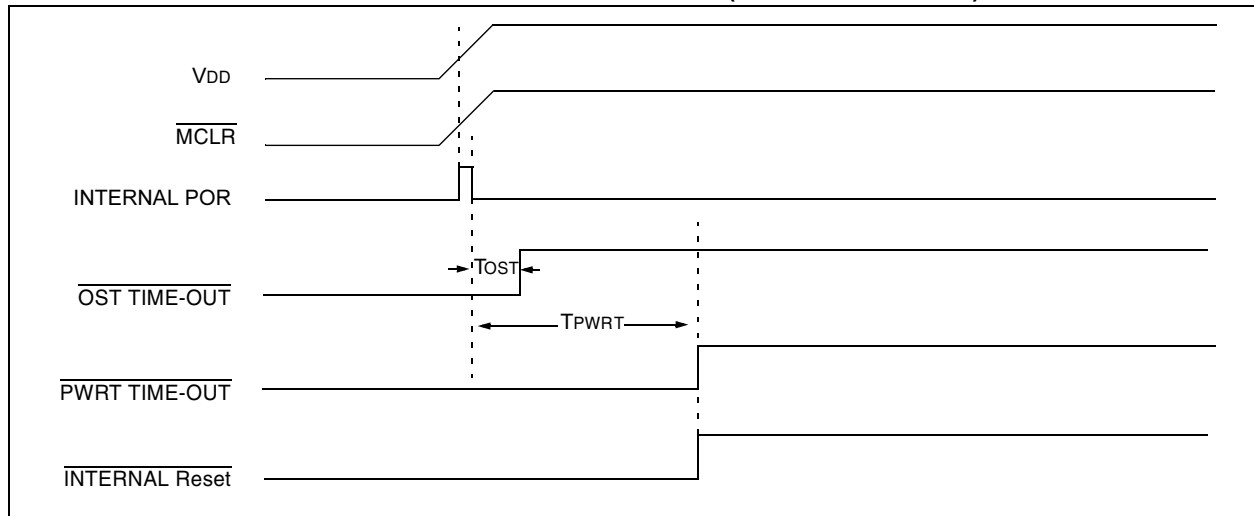 VDD
MCLR
INTERNAL POR
TOST
OST TIME-OUT
TPWRT
PWRT TIME-OUT
INTERNAL Reset